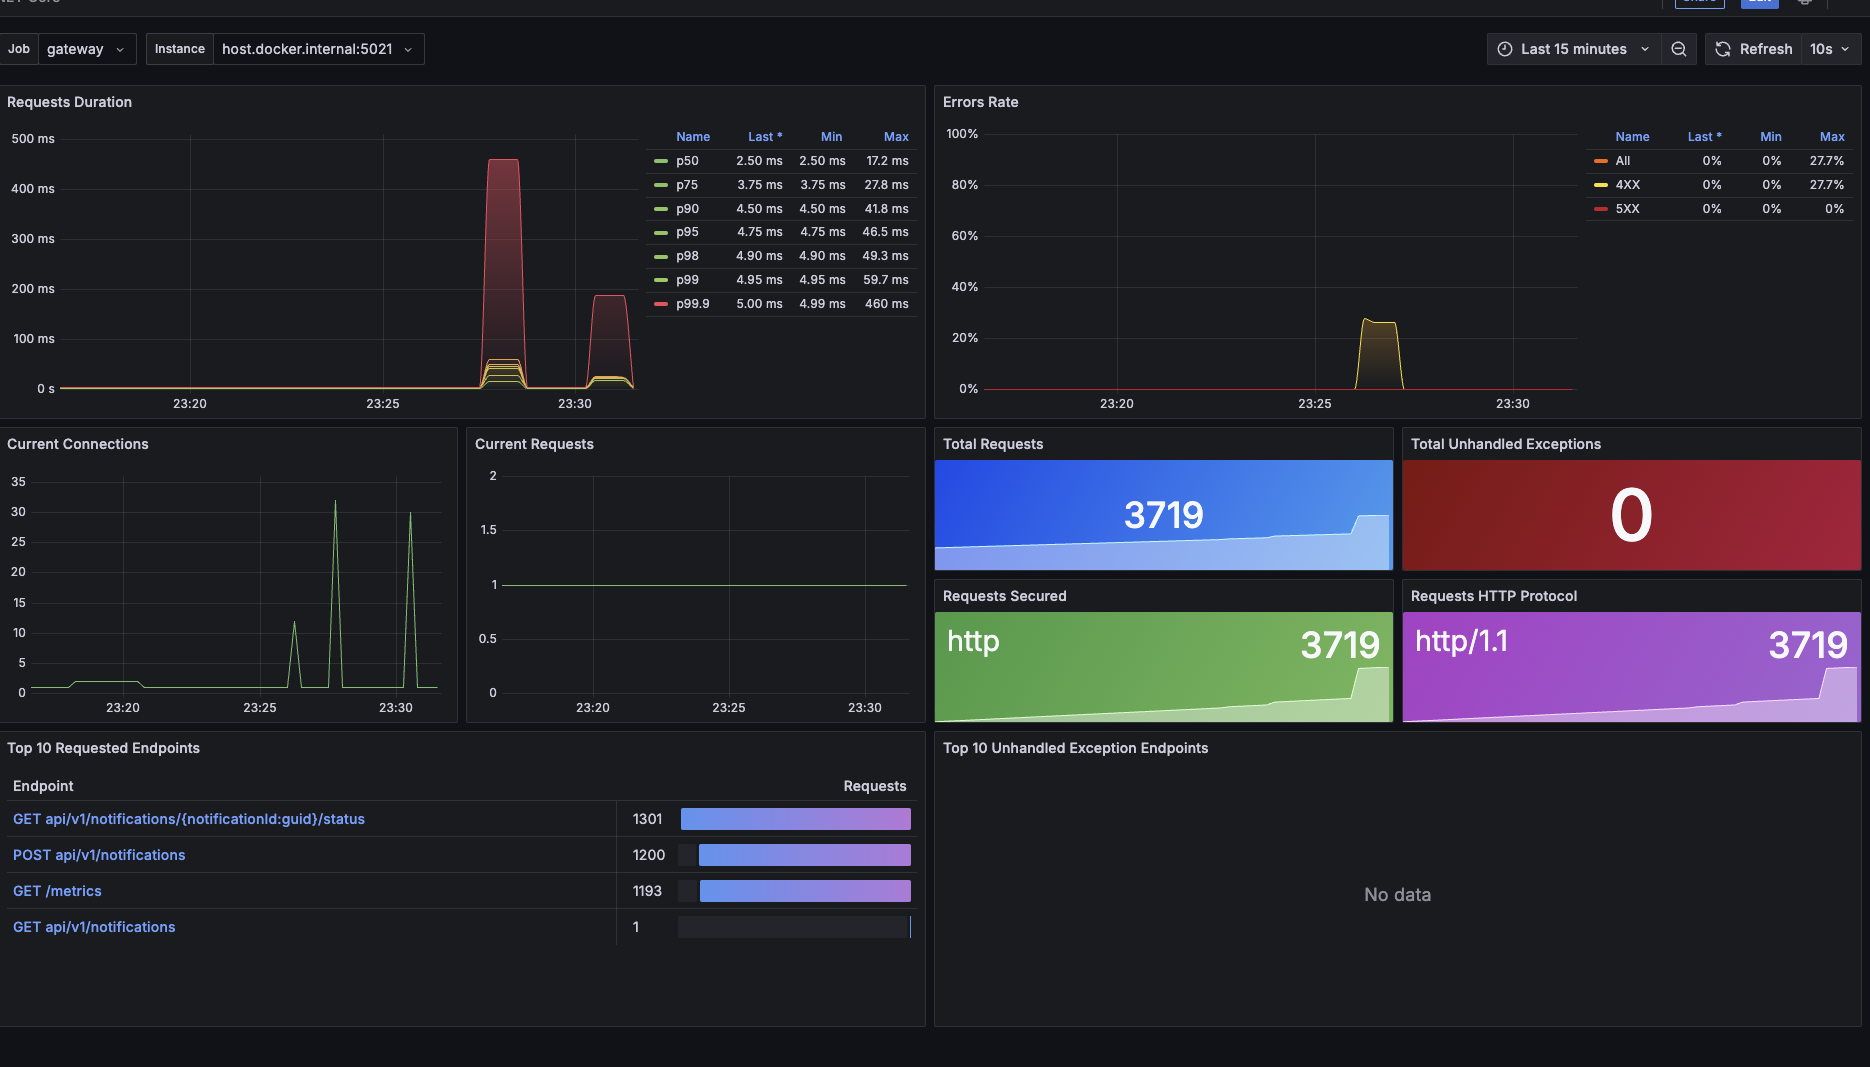 Job gateway Instance host.docker.internal:5021 Last 15 minutes Refresh 10s
Requests Duration
500 ms
400 ms
300 ms
200 ms
100 ms
0 s
23:20 23:25 23:30
Name Last * Min Max
p50 2.50 ms 2.50 ms 17.2 ms
p75 3.75 ms 3.75 ms 27.8 ms
p90 4.50 ms 4.50 ms 41.8 ms
p95 4.75 ms 4.75 ms 46.5 ms
p98 4.90 ms 4.90 ms 49.3 ms
p99 4.95 ms 4.95 ms 59.7 ms
p99.9 5.00 ms 4.99 ms 460 ms
Errors Rate
100%
80%
60%
40%
20%
0%
23:20 23:25 23:30
Name Last * Min Max
All 0% 0% 27.7%
4XX 0% 0% 27.7%
5XX 0% 0% 0%
Current Connections
35
30
25
20
15
10
5
0
23:20 23:25 23:30
Current Requests
2
1.5
1
0.5
0
23:20 23:25 23:30
Total Requests
3719
Total Unhandled Exceptions
0
Requests Secured
http 3719
Requests HTTP Protocol
http/1.1 3719
Top 10 Requested Endpoints
Endpoint Requests
GET api/v1/notifications/{notificationId:guid}/status 1301
POST api/v1/notifications 1200
GET /metrics 1193
GET api/v1/notifications 1
Top 10 Unhandled Exception Endpoints
No data